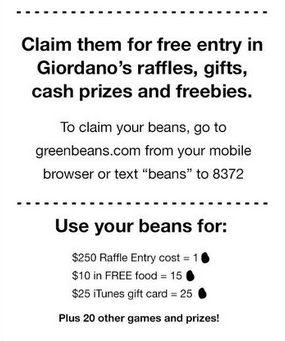 Claim them for free entry in
Giordano's raffles, gifts,
cash prizes and freebies.
To claim your beans, go to
greenbeans.com from your mobile
browser or text “beans” to 8372
Use your beans for:
$250 Raffle Entry cost = 1
$10 in FREE food = 15
$25 iTunes gift card = 25
Plus 20 other games and prizes!